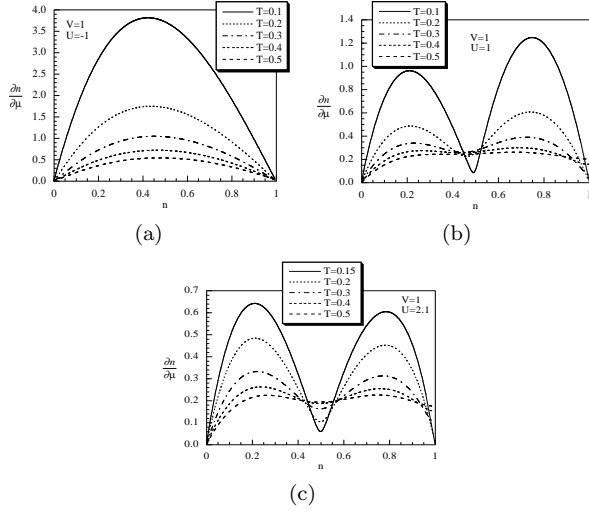 V=1
U=-1
T=0.1
T=0.2
T=0.3
T=0.4
T=0.5
∂n
∂μ
4.0
3.5
3.0
2.5
2.0
1.5
1.0
0.5
0.0
0 0.2 0.4 0.6 0.8 1
n
(a)
T=0.1
T=0.2
T=0.3
T=0.4
T=0.5
V=1
U=1
∂n
∂μ
1.4
1.2
1.0
0.8
0.6
0.4
0.2
0.0
0 0.2 0.4 0.6 0.8 1
n
(b)
T=0.15
T=0.2
T=0.3
T=0.4
T=0.5
V=1
U=2.1
∂n
∂μ
0.7
0.6
0.5
0.4
0.3
0.2
0.1
0.0
0 0.2 0.4 0.6 0.8 1
n
(c)